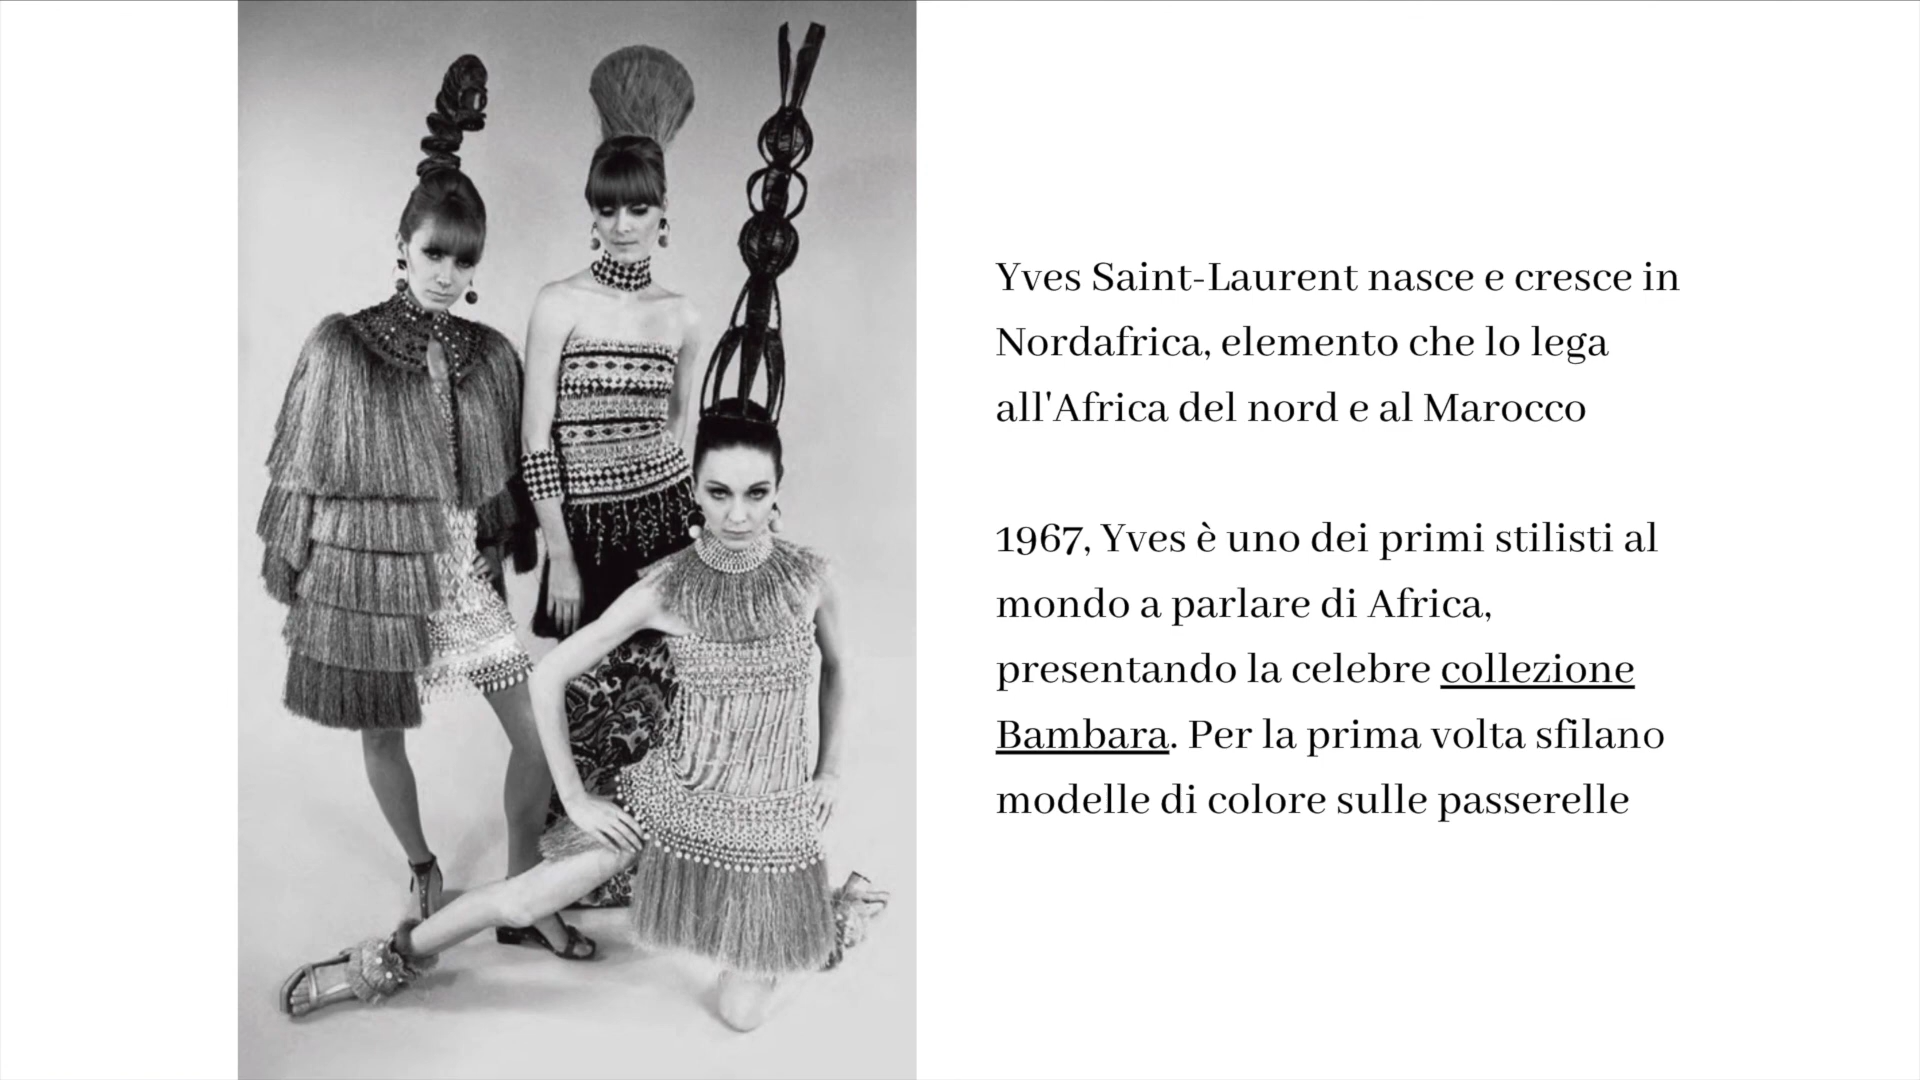 Yves Saint-Laurent nasce e cresce in
Nordafrica, elemento che lo lega
all'Africa del nord e al Marocco
1967, Yves è uno dei primi stilisti al
mondo a parlare di Africa,
presentando la celebre collezione
Bambara. Per la prima volta sfilano
modelle di colore sulle passerelle